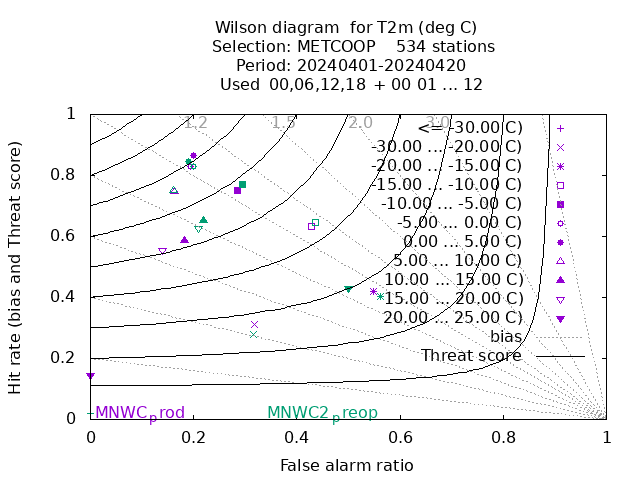 Wilson diagram  for T2m (deg C)
Selection: METCOOP    534 stations
Period: 20240401-20240420
Used  00,06,12,18  + 00 01 ... 12
1.2 1.5 2.0 3.0
<= -30.00 C)
-30.00 ... -20.00 C)
-20.00 ... -15.00 C)
-15.00 ... -10.00 C)
-10.00 ... -5.00 C)
-5.00 ... 0.00 C)
0.00 ... 5.00 C)
5.00 ... 10.00 C)
10.00 ... 15.00 C)
15.00 ... 20.00 C)
20.00 ... 25.00 C)
bias
Threat score
Hit rate (bias and Threat score)
1
0.8
0.6
0.4
0.2
0
MNWC_prod MNWC2_preop
0 0.2 0.4 0.6 0.8 1
False alarm ratio